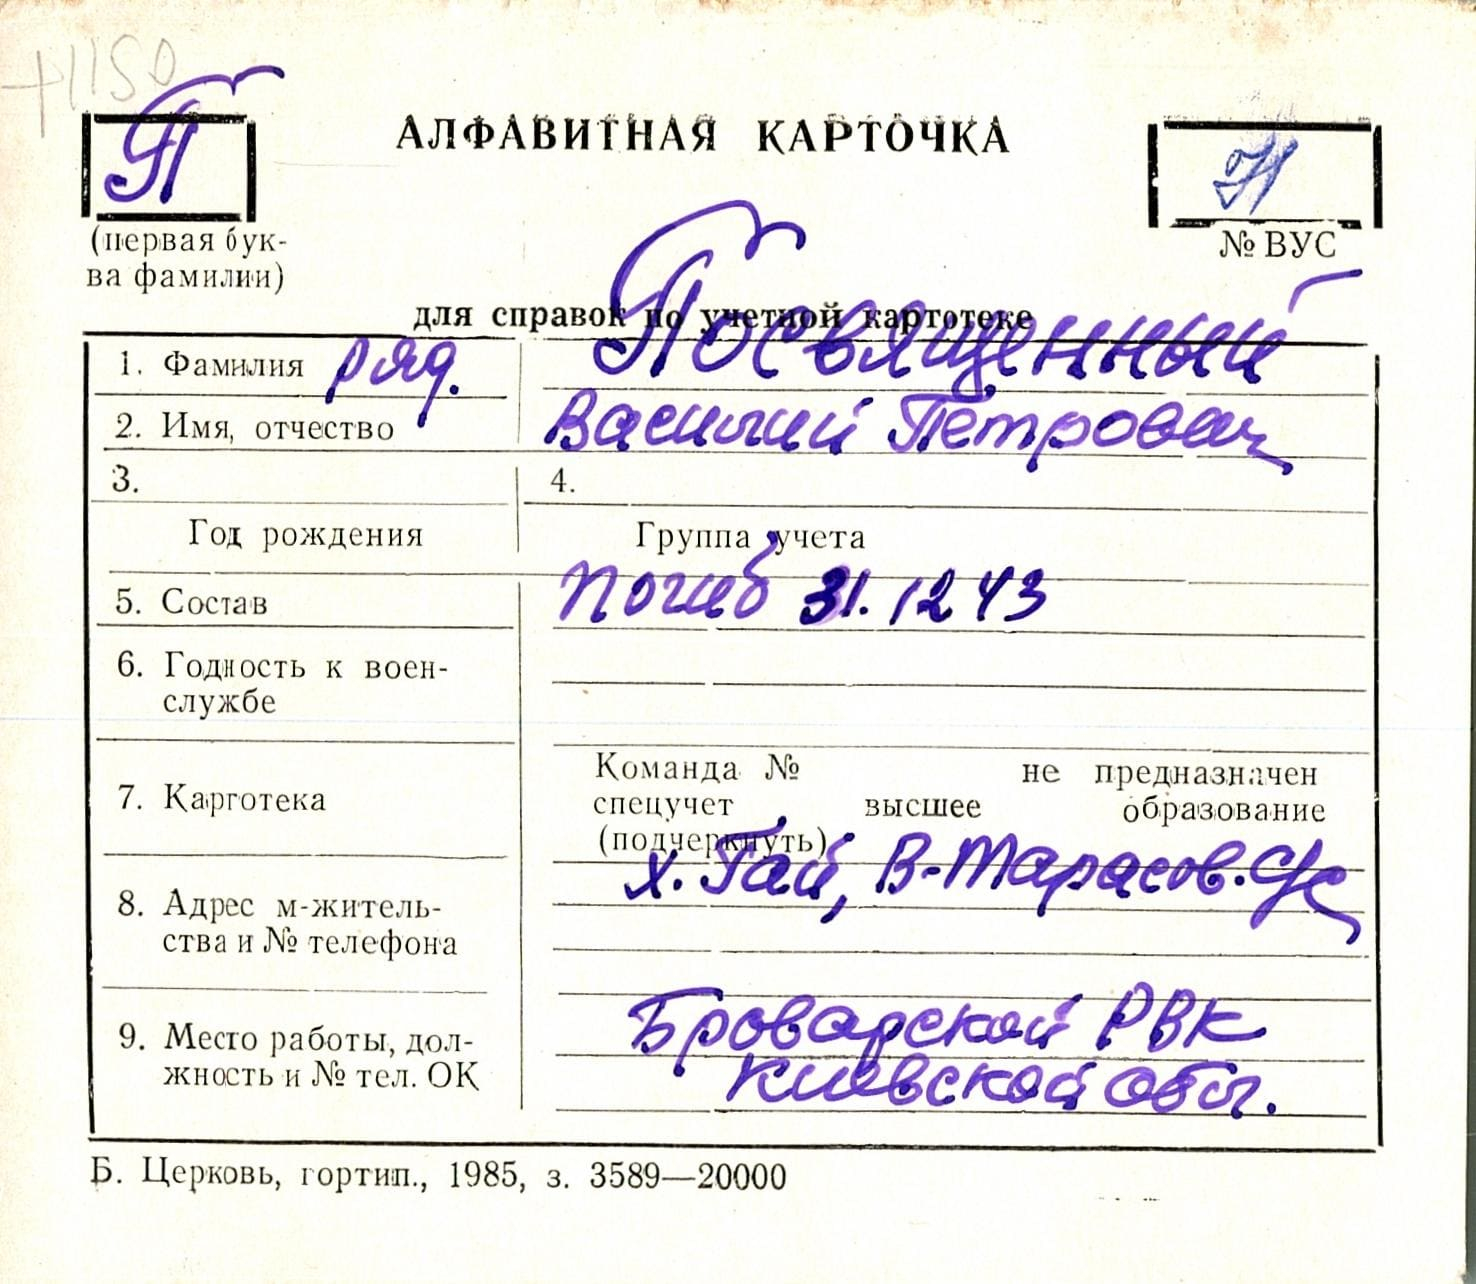 +1150
П
АЛФАВИТНАЯ КАРТОЧКА
Н
(первая бук-
ва фамилии)
№ ВУС
для справок по учетной картотеке
1. Фамилия ряд. Посвященный
2. Имя, отчество Василий Петрович
3. 4.
Год рождения Группа учета
5. Состав Погиб 31.12 43
6. Годность к воен-
службе
Команда № не предназначен
7. Картотека спецучет высшее образование
(подчеркнуть)
х. Гай, В-Тарасов. с/с
8. Адрес м-житель-
ства и № телефона
Броварской РВК
9. Место работы, дол-
жность и № тел. ОК Киевской обл.
Б. Церковь, гортип., 1985, з. 3589—20000